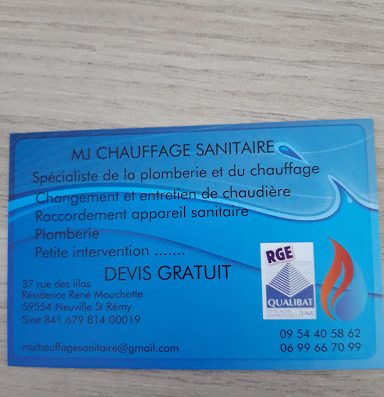 MJ CHAUFFAGE SANITAIRE
Spécialiste de la plomberie et du chauffage
Changement et entretien de chaudière
Raccordement appareil sanitaire
Plomberie
Petite intervention .......
DEVIS GRATUIT
37 rue des lilas
Résidence René Mouchotte
59554 Neuville St Rémy
Siret 841 679 814 00019
mjchauffagesanitaire@gmail.com
RGE
QUALIBAT
ENR
09 54 40 58 62
06 99 66 70 99